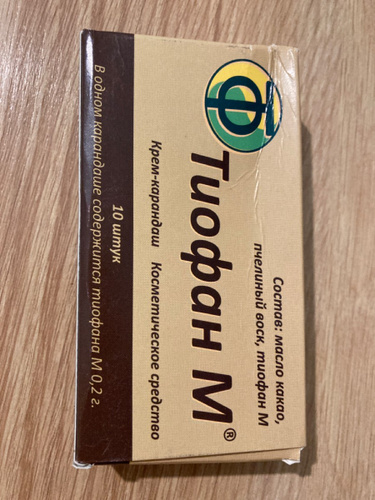 Ф
Состав: масло какао,
пчелиный воск, тиофан М
Тиофан М®
Крем-карандаш Косметическое средство
10 штук
В одном карандаше содержится тиофана М 0,2 г.